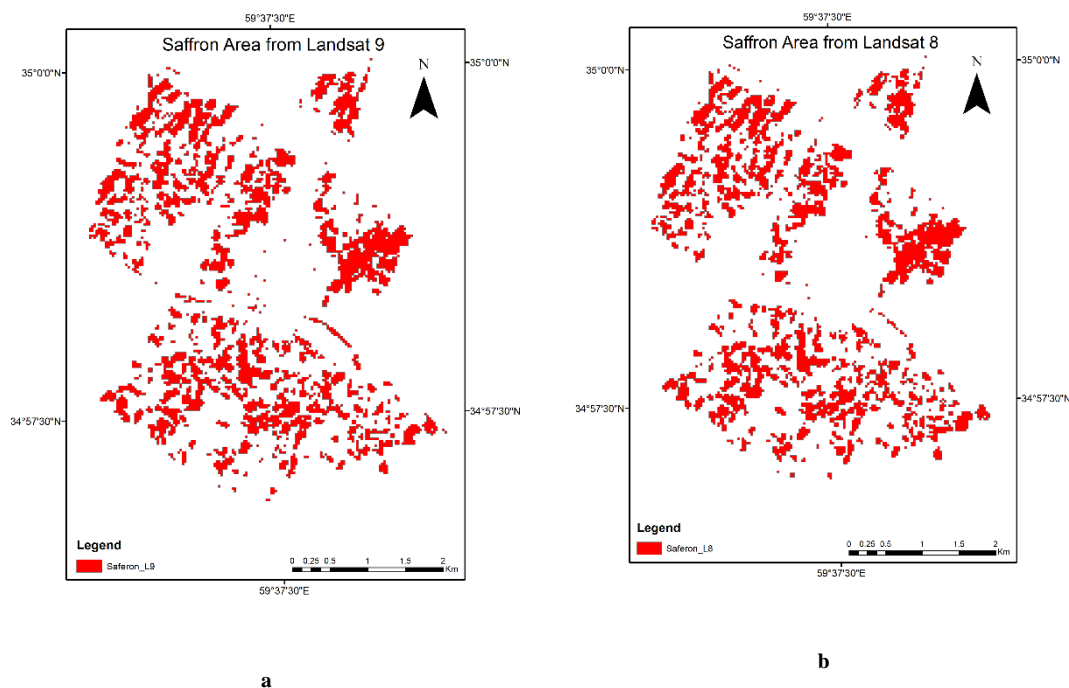 59°37'30"E
Saffron Area from Landsat 9
35°0'0"N
35°0'0"N
N
34°57'30"N
34°57'30"N
Legend
Saferon_L9
0 0.25 0.5 1 1.5 2
Km
59°37'30"E
a
59°37'30"E
Saffron Area from Landsat 8
35°0'0"N
35°0'0"N
N
34°57'30"N
34°57'30"N
Legend
Saferon_L8
0 0.25 0.5 1 1.5 2
Km
59°37'30"E
b